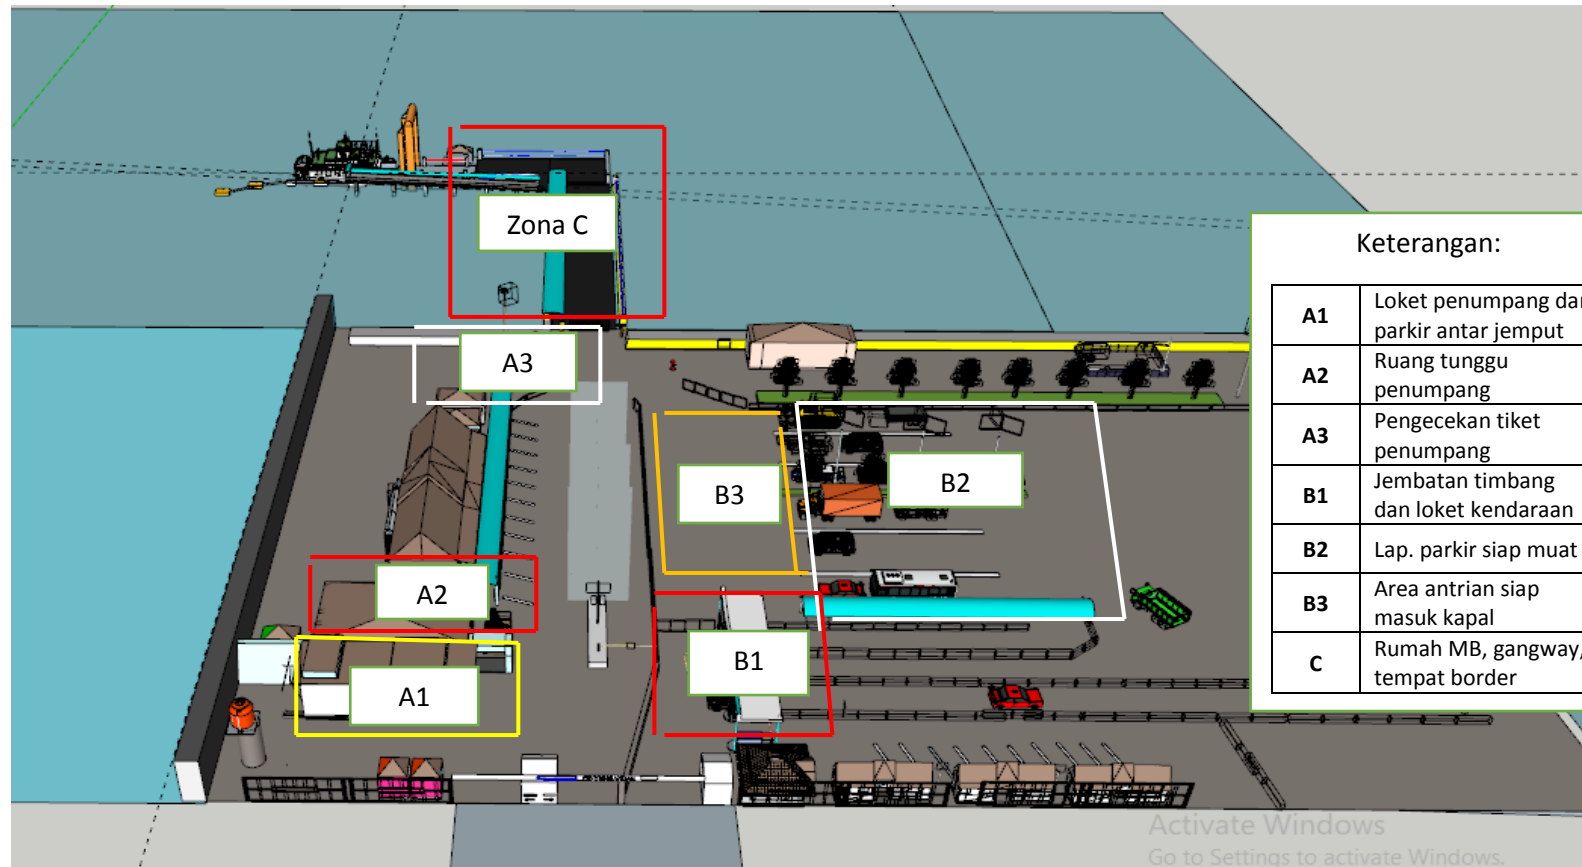 Zona C
A3
B3
B2
A2
B1
A1
Keterangan:
A1 Loket penumpang dan
parkir antar jemput
A2 Ruang tunggu
penumpang
A3 Pengecekan tiket
penumpang
B1 Jembatan timbang
dan loket kendaraan
B2 Lap. parkir siap muat
B3 Area antrian siap
masuk kapal
C Rumah MB, gangway,
tempat border
Activate Windows
Go to Settings to activate Windows.